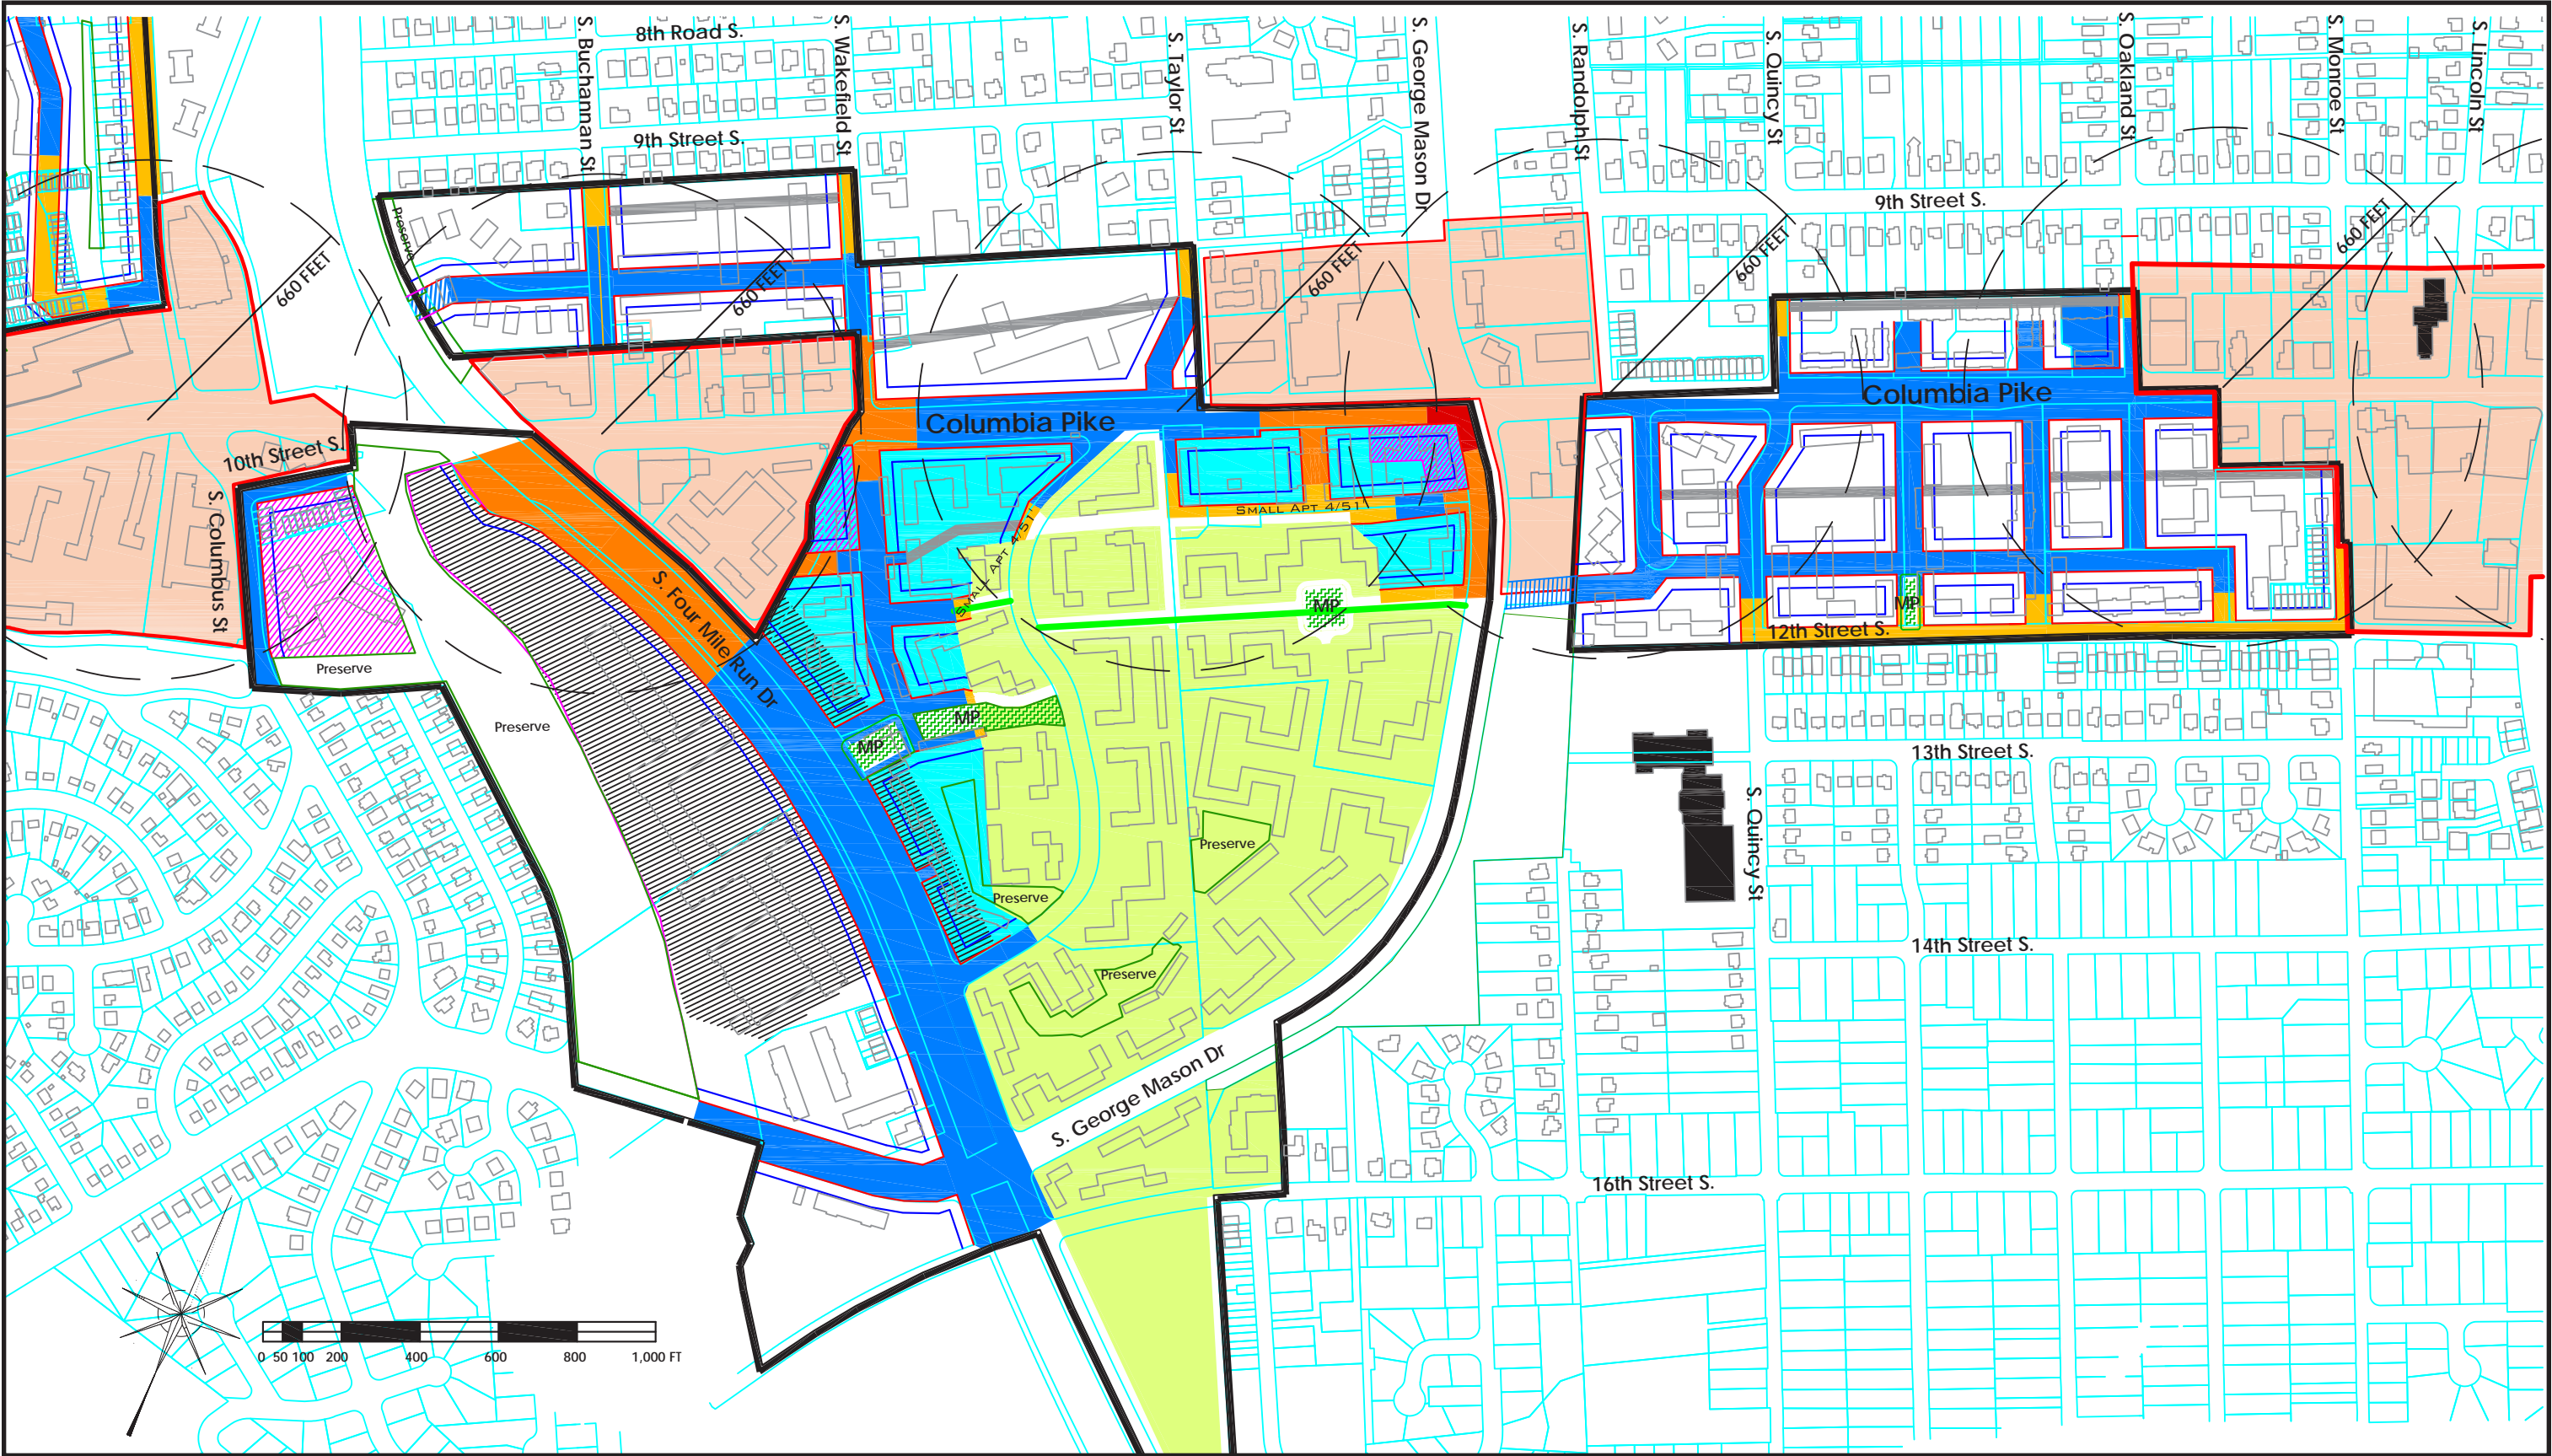 8th Road S.
S. Buchannan St
S. Wakefield St
S. Taylor St
S. George Mason Dr
S. Randolph St
S. Quincy St
S. Oakland St
S. Monroe St
S. Lincoln St
9th Street S.
9th Street S.
Preserve
660 FEET
660 FEET
660 FEET
660 FEET
660 FEET
Columbia Pike
Columbia Pike
10th Street S.
S. Columbus St
SMALL APT 4/51'
SMALL APT 4/51'
S. Four Mile Run Dr
MP
MP
12th Street S.
Preserve
Preserve
MP
MP
13th Street S.
S. Quincy St
Preserve
Preserve
14th Street S.
Preserve
S. George Mason Dr
16th Street S.
0 50 100 200 400 600 800 1,000 FT